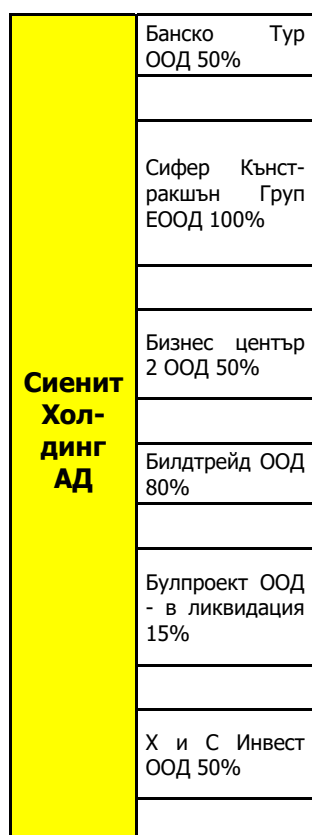 Сиенит
Хол-
динг
АД
Банско Тур
ООД 50%
Сифер Кънст-
ракшън Груп
ЕООД 100%
Бизнес център
2 ООД 50%
Билдтрейд ООД
80%
Булпроект ООД
- в ликвидация
15%
Х и С Инвест
ООД 50%